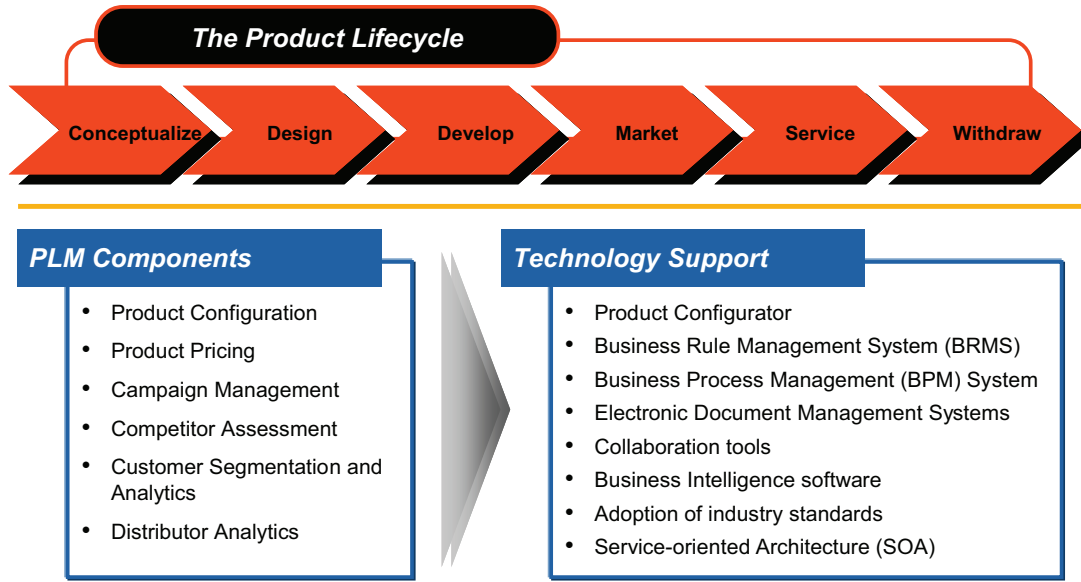 The Product Lifecycle
Conceptualize
Design
Develop
Market
Service
Withdraw
PLM Components
• Product Configuration
• Product Pricing
• Campaign Management
• Competitor Assessment
• Customer Segmentation and
Analytics
• Distributor Analytics
Technology Support
• Product Configurator
• Business Rule Management System (BRMS)
• Business Process Management (BPM) System
• Electronic Document Management Systems
• Collaboration tools
• Business Intelligence software
• Adoption of industry standards
• Service-oriented Architecture (SOA)